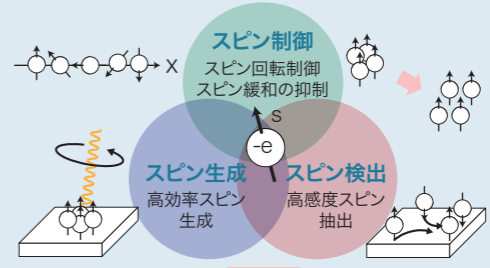 スピン制御
スピン回転制御
スピン緩和の抑制
X
S
-e
スピン生成
高効率スピン
生成
スピン検出
高感度スピン
抽出